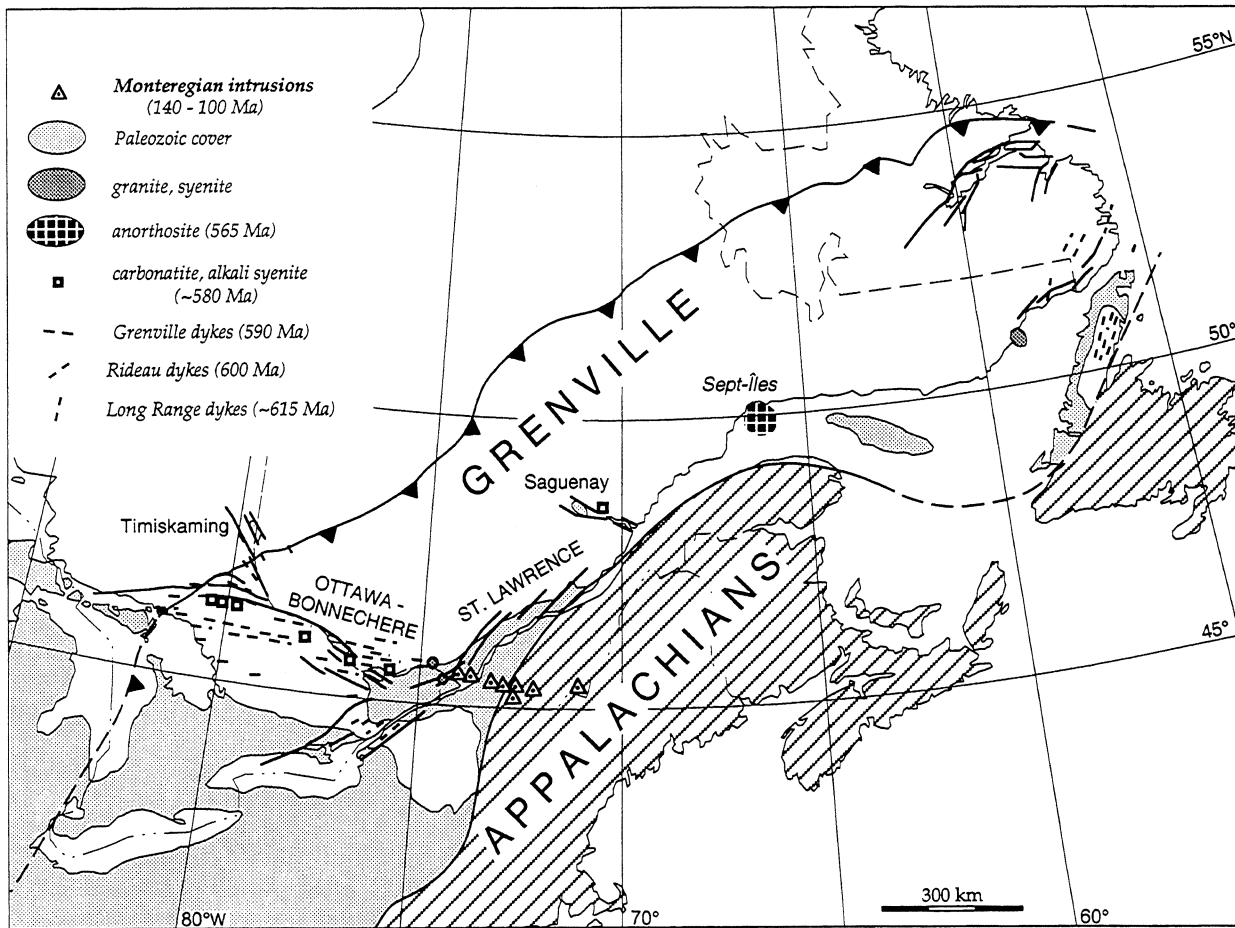 Monteregian intrusions
(140 - 100 Ma)
Paleozoic cover
granite, syenite
anorthosite (565 Ma)
carbonatite, alkali syenite
(~580 Ma)
Grenville dykes (590 Ma)
Rideau dykes (600 Ma)
Long Range dykes (~615 Ma)
55°N
50°
45°
GRENVILLE
Sept-Îles
Saguenay
Timiskaming
OTTAWA -
BONNECHERE
ST. LAWRENCE
APPALACHIANS
300 km
80°W
70°
60°